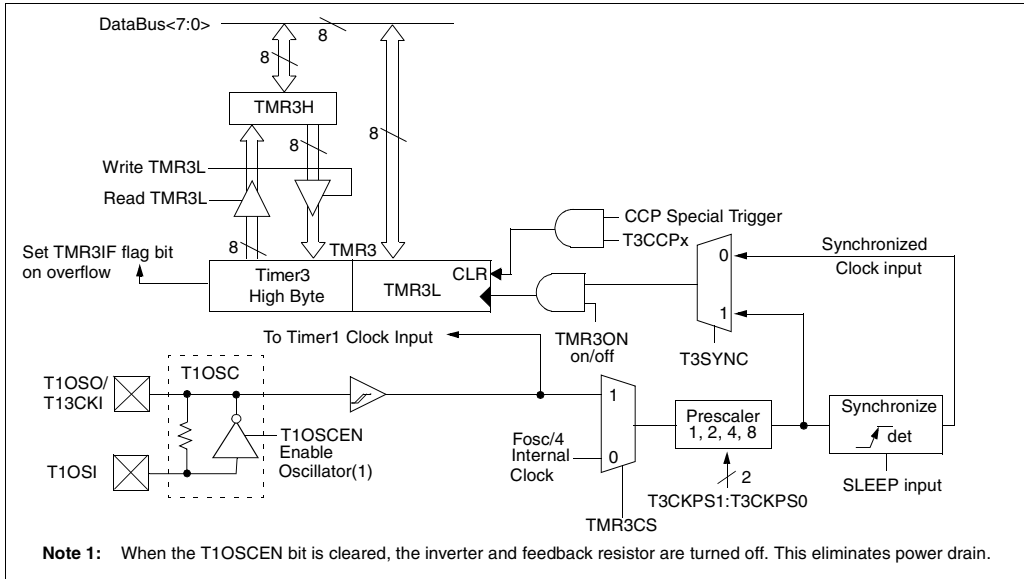 DataBus<7:0>
8
8
TMR3H
8
8
Write TMR3L
Read TMR3L
CCP Special Trigger
T3CCPx
8
TMR3
Set TMR3IF flag bit
on overflow
Timer3
High Byte
TMR3L
CLR
0
1
Synchronized
Clock input
TMR3ON
on/off
T3SYNC
To Timer1 Clock Input
T1OSC
T1OSO/
T13CKI
T1OSI
T1OSCEN
Enable
Oscillator(1)
Fosc/4
Internal
Clock
1
0
Prescaler
1, 2, 4, 8
Synchronize
det
2
T3CKPS1:T3CKPS0
SLEEP input
TMR3CS
Note 1: When the T1OSCEN bit is cleared, the inverter and feedback resistor are turned off. This eliminates power drain.